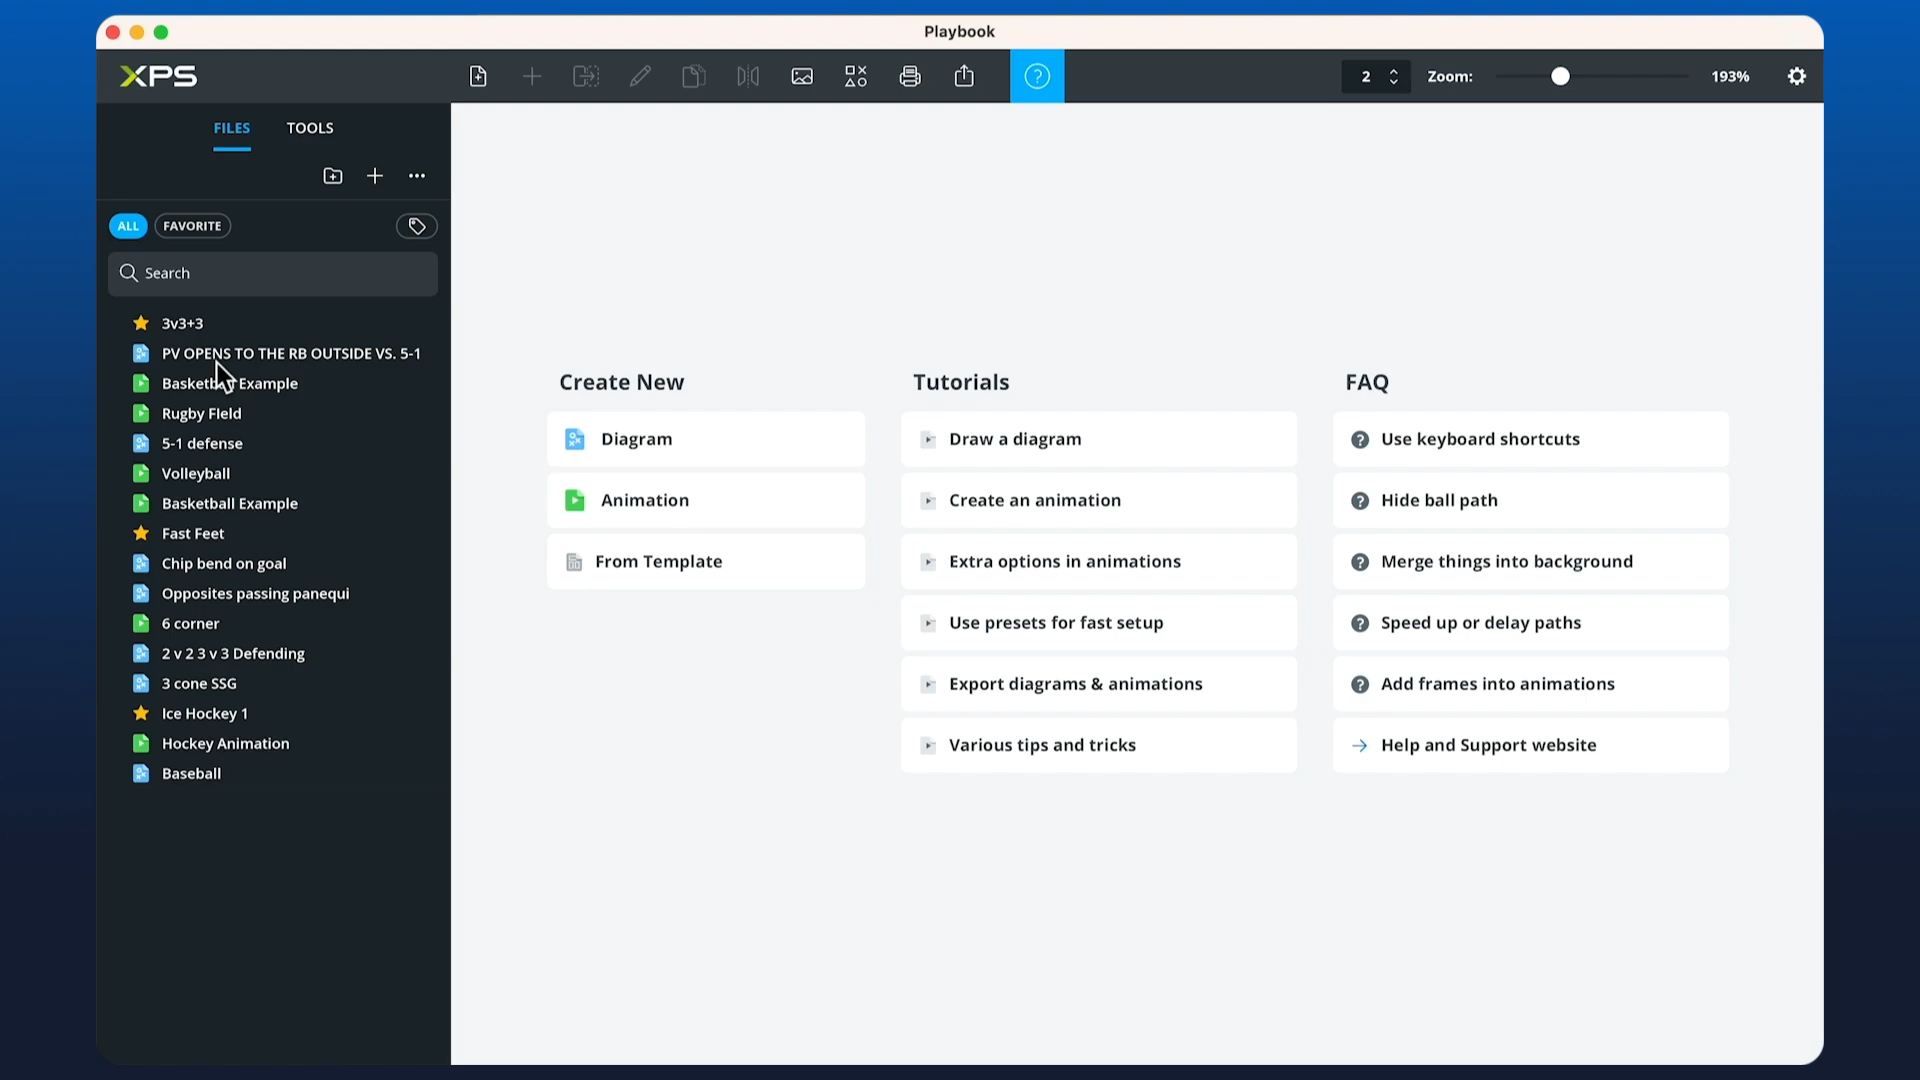 Playbook
XPS
2
Zoom:
193%
FILES
TOOLS
ALL
FAVORITE
Search
3v3+3
PV OPENS TO THE RB OUTSIDE VS. 5-1
Basketball Example
Rugby Field
5-1 defense
Volleyball
Basketball Example
Fast Feet
Chip bend on goal
Opposites passing panequi
6 corner
2 v 2 3 v 3 Defending
3 cone SSG
Ice Hockey 1
Hockey Animation
Baseball
Create New
Diagram
Animation
From Template
Tutorials
Draw a diagram
Create an animation
Extra options in animations
Use presets for fast setup
Export diagrams & animations
Various tips and tricks
FAQ
Use keyboard shortcuts
Hide ball path
Merge things into background
Speed up or delay paths
Add frames into animations
Help and Support website